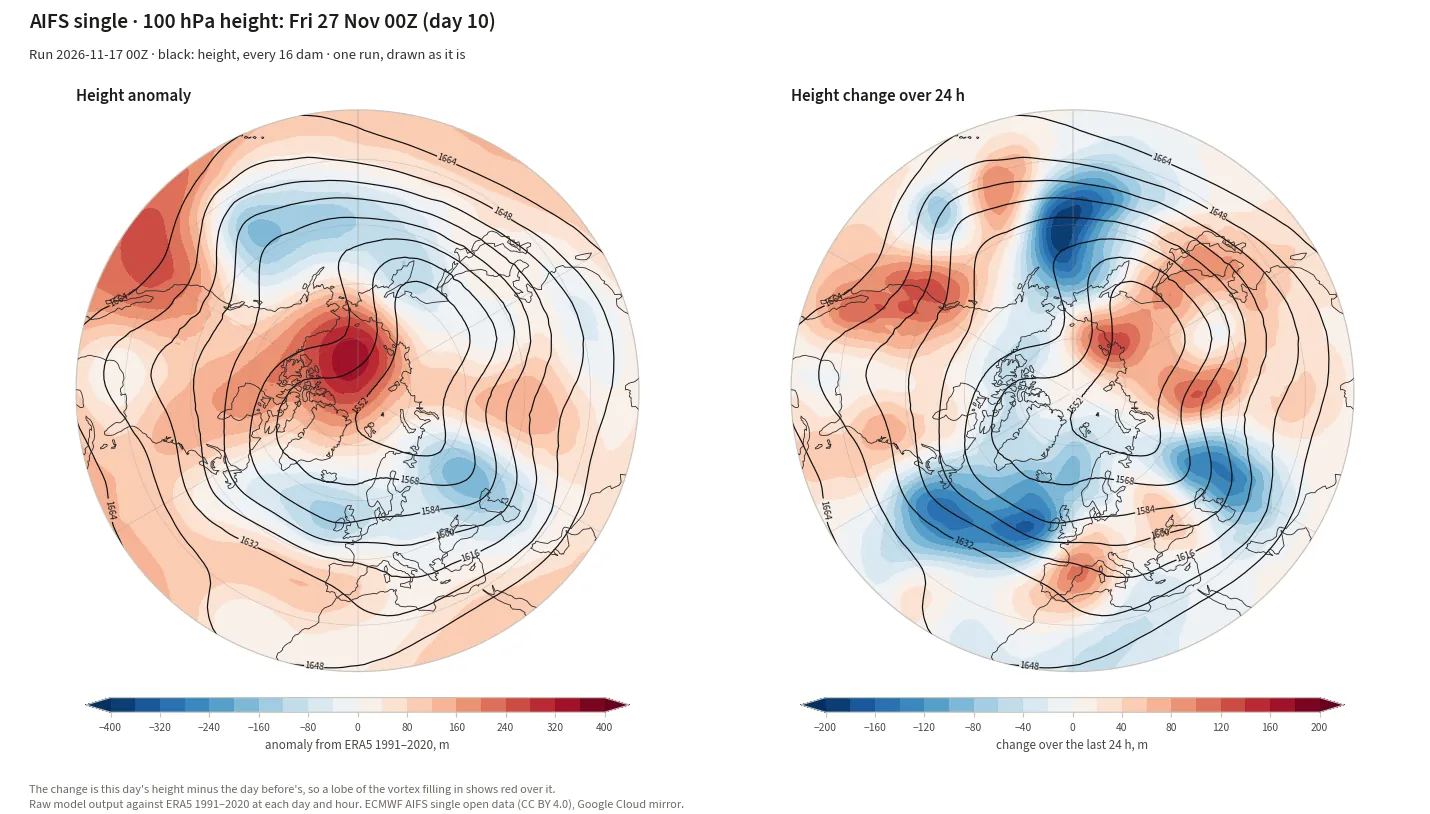 AIFS single · 100 hPa height: Fri 27 Nov 00Z (day 10)
Run 2026-11-17 00Z · black: height, every 16 dam · one run, drawn as it is
Height anomaly
Height change over 24 h
1664
1648
1664
1552
1568
1584
1600
1616
1632
1664
1648
1664
1648
1664
1552
1568
1584
1600
1616
1632
1664
1648
−400 −320 −240 −160 −80 0 80 160 240 320 400
anomaly from ERA5 1991–2020, m
−200 −160 −120 −80 −40 0 40 80 120 160 200
change over the last 24 h, m
The change is this day's height minus the day before's, so a lobe of the vortex filling in shows red over it.
Raw model output against ERA5 1991–2020 at each day and hour. ECMWF AIFS single open data (CC BY 4.0), Google Cloud mirror.